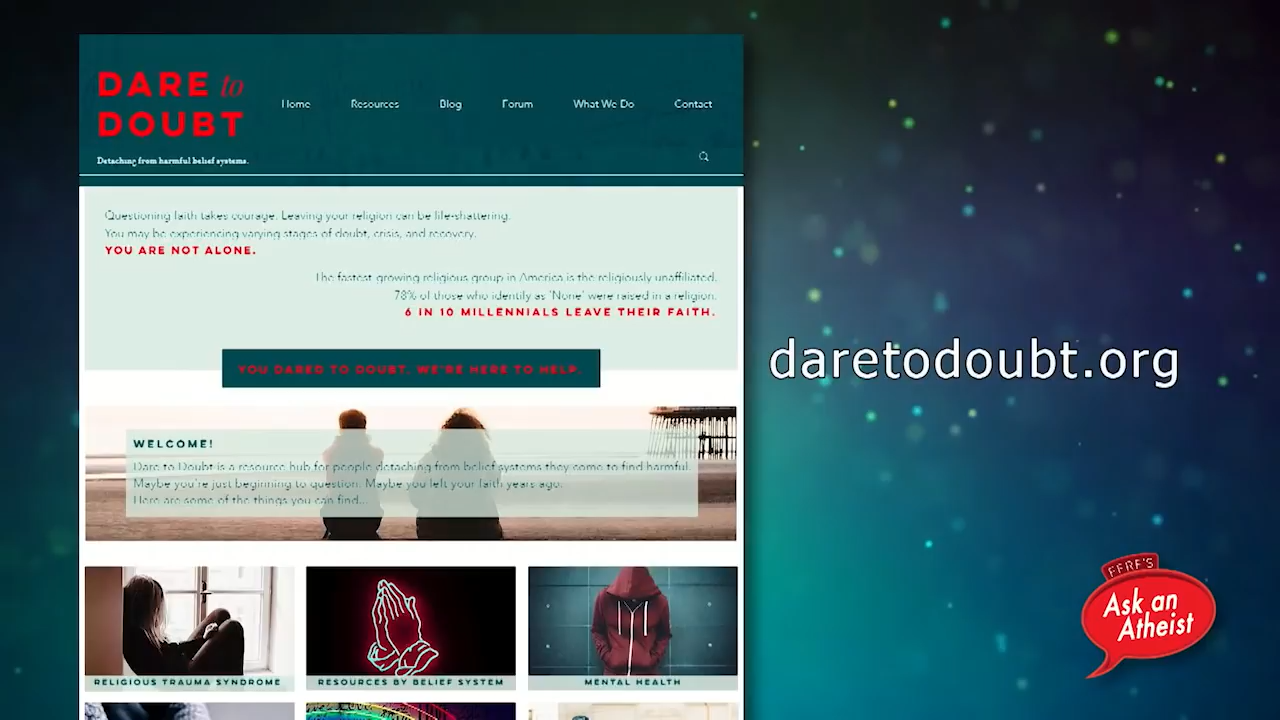 DARE to
DOUBT
Detaching from harmful belief systems.
Home Resources Blog Forum What We Do Contact
Questioning faith takes courage. Leaving your religion can be life-shattering.
You may be experiencing varying stages of doubt, crisis, and recovery.
YOU ARE NOT ALONE.
The fastest-growing religious group in America is the religiously unaffiliated.
78% of those who identify as 'None' were raised in a religion.
6 IN 10 MILLENNIALS LEAVE THEIR FAITH.
YOU DARED TO DOUBT. WE'RE HERE TO HELP.
WELCOME!
Dare to Doubt is a resource hub for people detaching from belief systems they come to find harmful.
Maybe you're just beginning to question. Maybe you left your faith years ago.
Here are some of the things you can find...
RELIGIOUS TRAUMA SYNDROME
RESOURCES BY BELIEF SYSTEM
MENTAL HEALTH
daretodoubt.org
FFRF'S
Ask an
Atheist